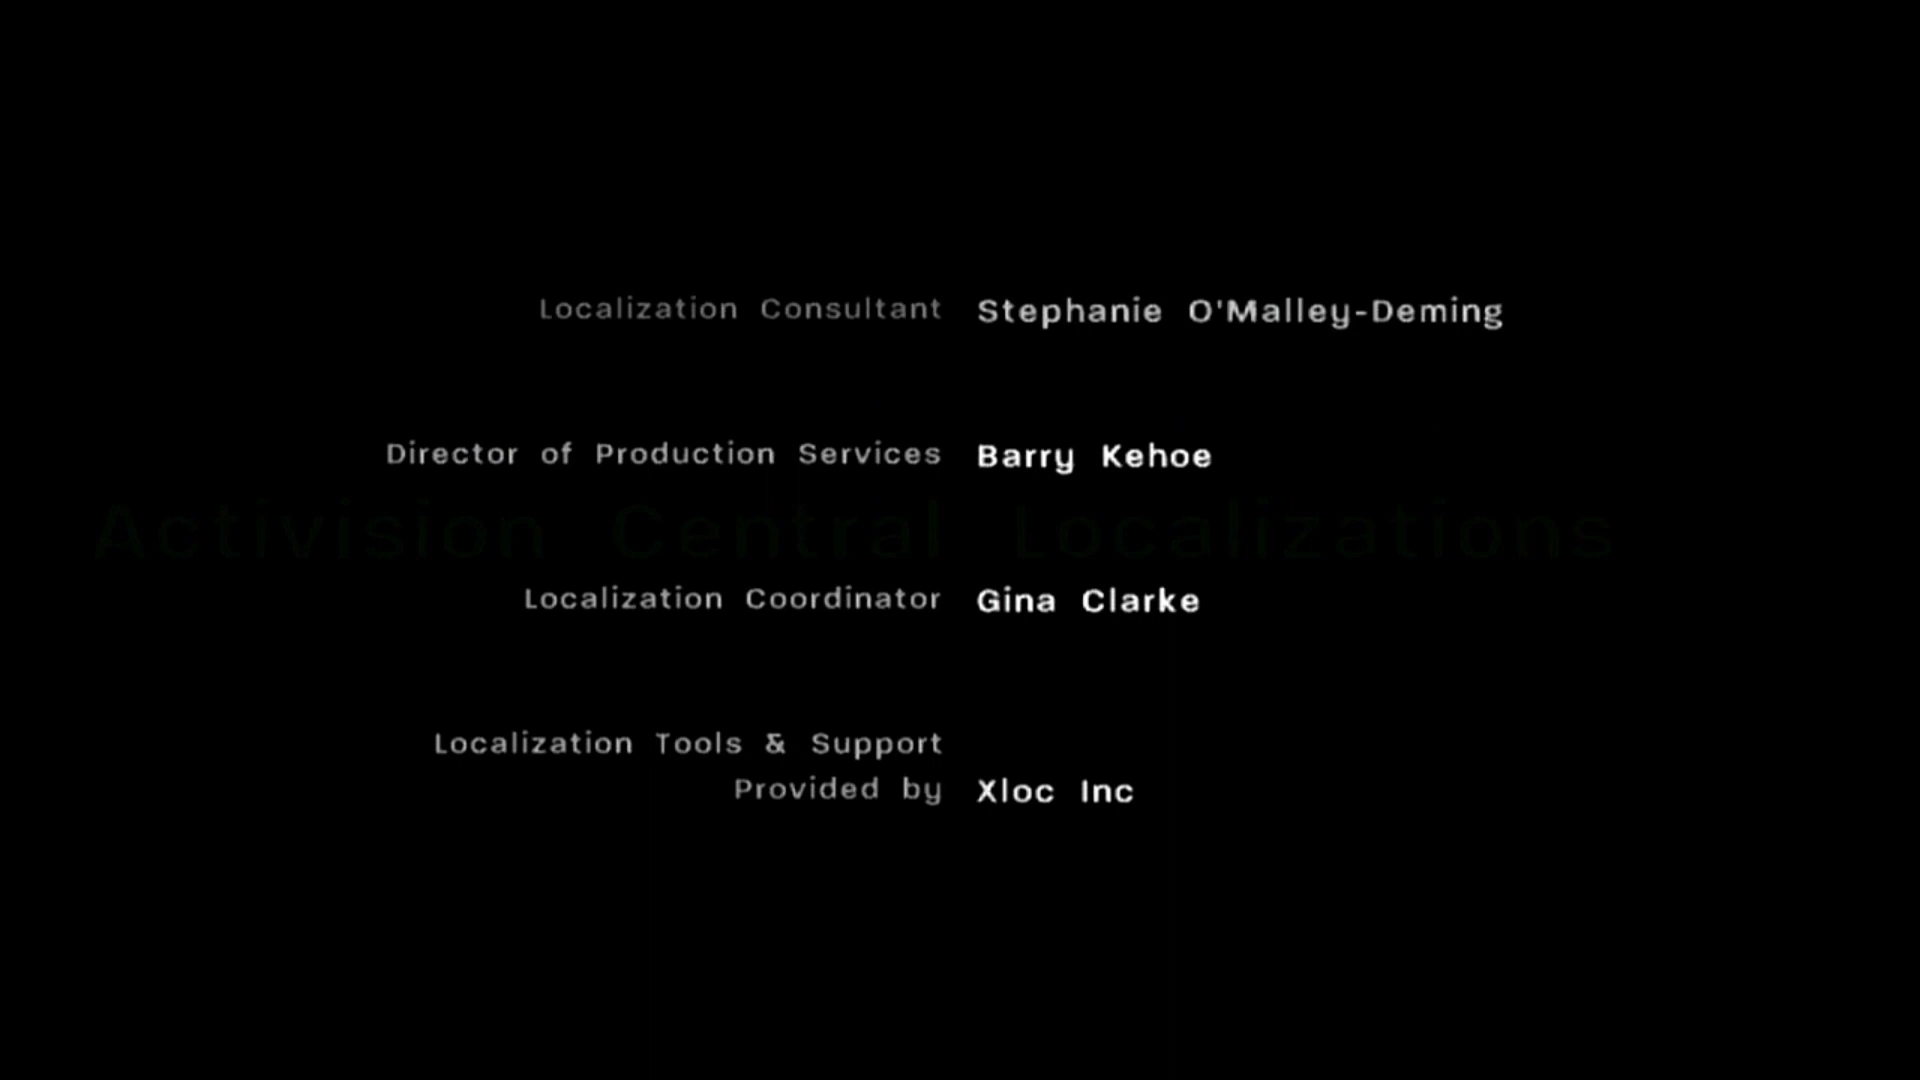 Localization Consultant Stephanie O'Malley-Deming
Director of Production Services Barry Kehoe
Activision Central Localizations
Localization Coordinator Gina Clarke
Localization Tools & Support
Provided by Xloc Inc